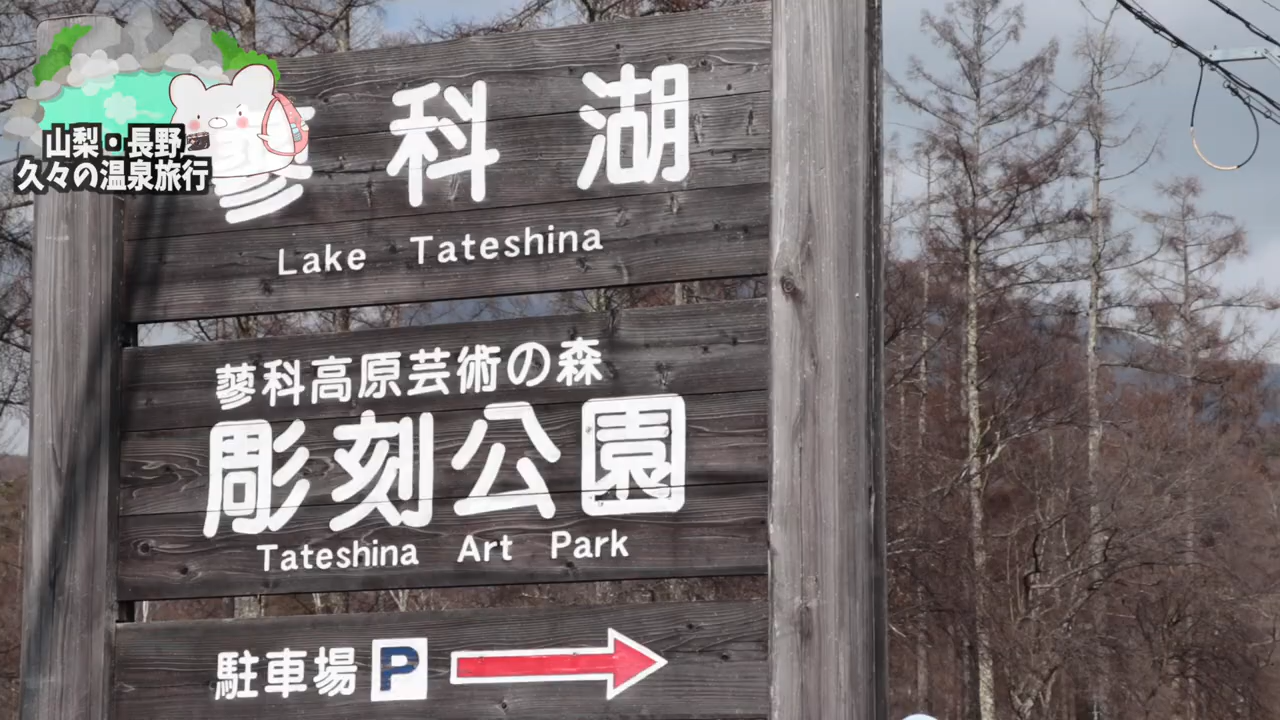 山梨・長野
久々の温泉旅行
蓼科湖
Lake Tateshina
蓼科高原芸術の森
彫刻公園
Tateshina Art Park
駐車場 P